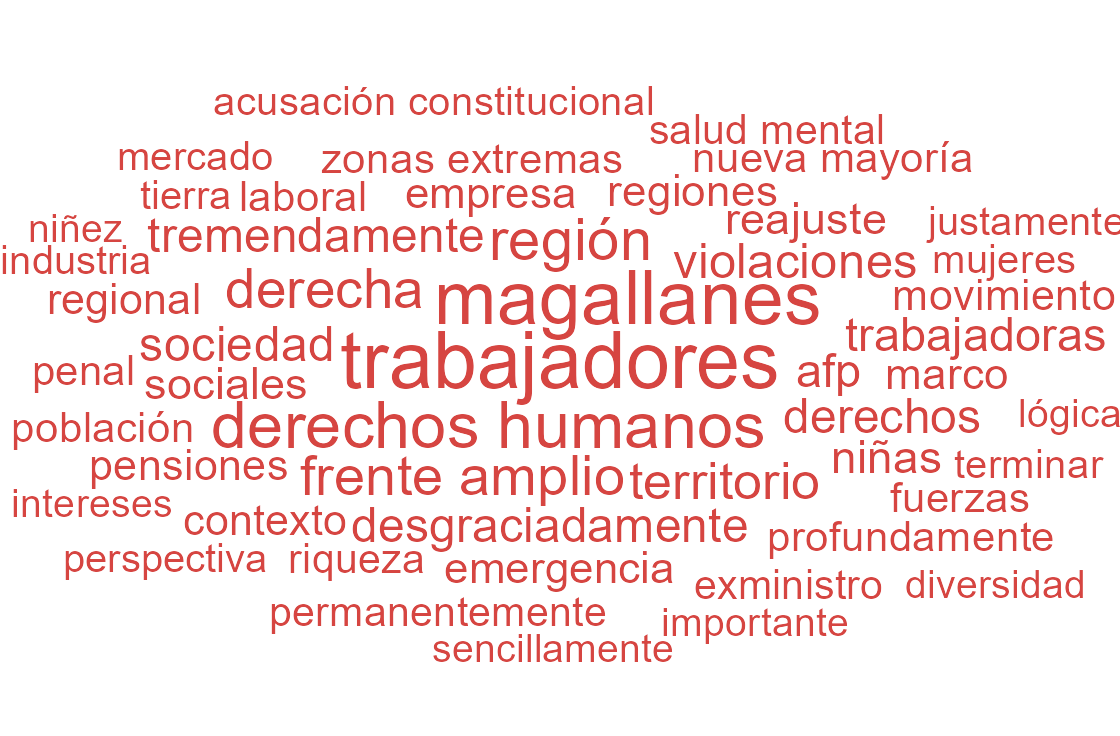 acusación constitucional
salud mental
mercado
zonas extremas
nueva mayoría
tierra
laboral
empresa
regiones
niñez
tremendamente
región
reajuste
justamente
industria
violaciones
mujeres
regional
derecha
magallanes
movimiento
sociedad
trabajadores
trabajadoras
penal
sociales
afp
marco
población
derechos humanos
derechos
lógica
pensiones
frente amplio
territorio
niñas
terminar
intereses
contexto
desgraciadamente
fuerzas
profundamente
perspectiva
riqueza
emergencia
exministro
diversidad
permanentemente
importante
sencillamente